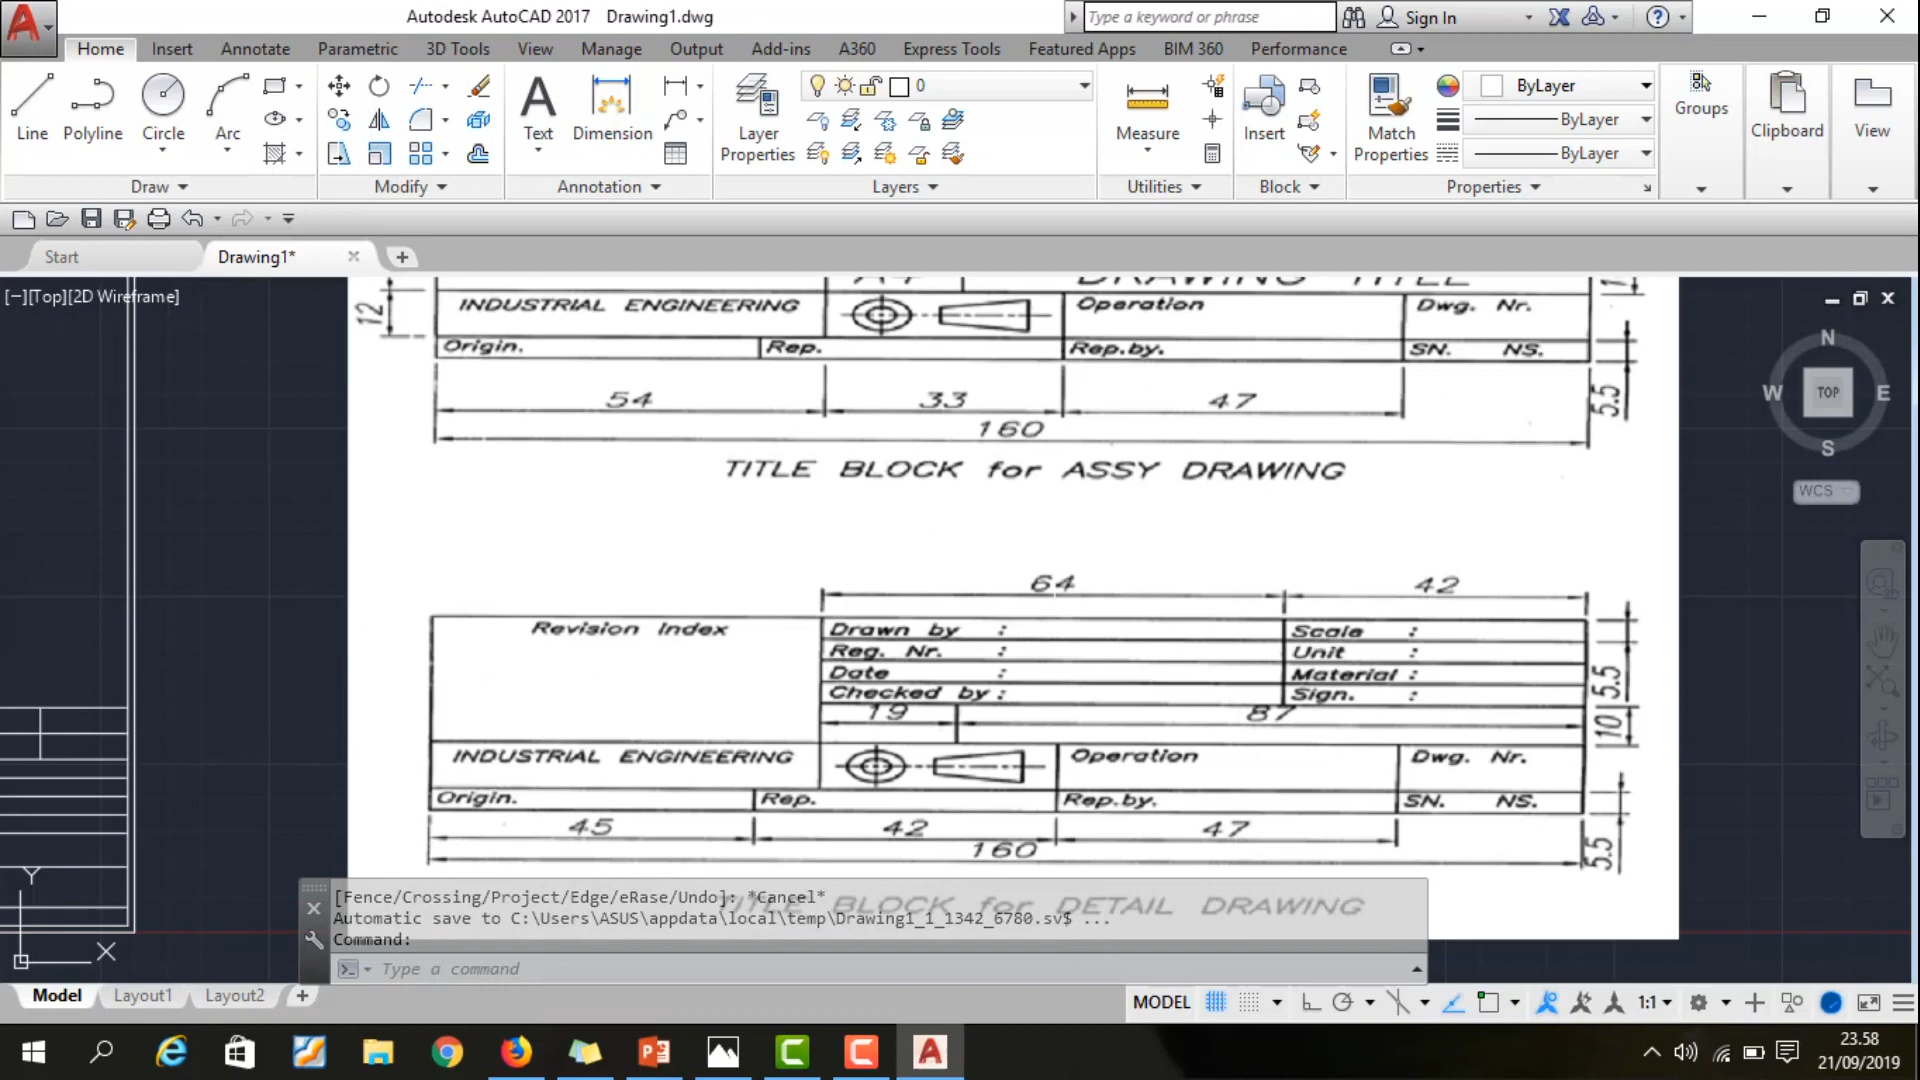 Autodesk AutoCAD 2017 Drawing1.dwg
Type a keyword or phrase
Sign In
Home Insert Annotate Parametric 3D Tools View Manage Output Add-ins A360 Express Tools Featured Apps BIM 360 Performance
Line Polyline Circle Arc
Text Dimension
Layer Properties
0
Measure
Insert
Match Properties
ByLayer
ByLayer
ByLayer
Groups
Clipboard
View
Draw Modify Annotation Layers Utilities Block Properties
Start Drawing1*
[−][Top][2D Wireframe]
N
W TOP E
S
WCS
DRAWING TITLE
12
INDUSTRIAL ENGINEERING Operation Dwg. Nr.
Origin. Rep. Rep.by. SN. NS.
54 33 47 5.5
160
TITLE BLOCK for ASSY DRAWING
64 42
Revision Index
Drawn by : Scale :
Reg. Nr. : Unit :
Date : Material :
Checked by : Sign. :
5.5
19 87 10
INDUSTRIAL ENGINEERING Operation Dwg. Nr.
Origin. Rep. Rep.by. SN. NS.
45 42 47 5.5
160
TITLE BLOCK for DETAIL DRAWING
Y
X
[Fence/Crossing/Project/Edge/eRase/Undo]: *Cancel*
Automatic save to C:\Users\ASUS\appdata\local\temp\Drawing1_1_1342_6780.sv$ ...
Command:
Type a command
Model Layout1 Layout2
MODEL 1:1
23.58
21/09/2019